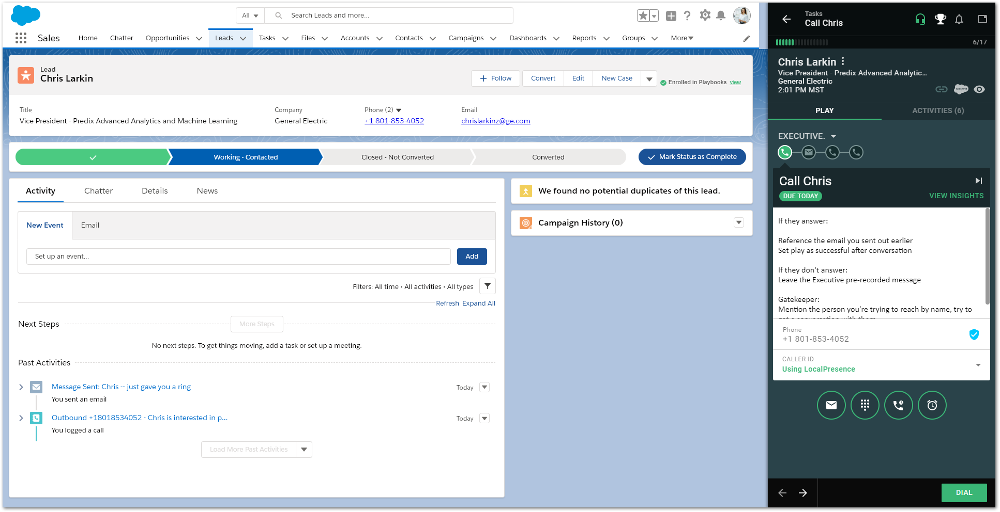 All
Search Leads and more...
Sales
Home
Chatter
Opportunities
Leads
Tasks
Files
Accounts
Contacts
Campaigns
Dashboards
Reports
Groups
More
Lead
Chris Larkin
Follow
Convert
Edit
New Case
Enrolled in Playbooks view
Title
Vice President - Predix Advanced Analytics and Machine Learning
Company
General Electric
Phone (2)
+1 801-853-4052
Email
chrislarkinz@ge.com
Working - Contacted
Closed - Not Converted
Converted
Mark Status as Complete
Activity
Chatter
Details
News
New Event
Email
Set up an event...
Add
Filters: All time • All activities • All types
Refresh Expand All
Next Steps
More Steps
No next steps. To get things moving, add a task or set up a meeting.
Past Activities
Message Sent: Chris -- just gave you a ring
Today
You sent an email
Outbound +18018534052 - Chris is interested in p...
Today
You logged a call
Load More Past Activities
We found no potential duplicates of this lead.
Campaign History (0)
Tasks
Call Chris
6/17
Chris Larkin
Vice President - Predix Advanced Analytic...
General Electric
2:01 PM MST
salesforce
PLAY
ACTIVITIES (6)
EXECUTIVE.
Call Chris
DUE TODAY
VIEW INSIGHTS
If they answer:
Reference the email you sent out earlier
Set play as successful after conversation
If they don't answer:
Leave the Executive pre-recorded message
Gatekeeper:
Mention the person you're trying to reach by name, try to
get a conversation with them
Phone
+1 801-853-4052
CALLER ID
Using LocalPresence
DIAL